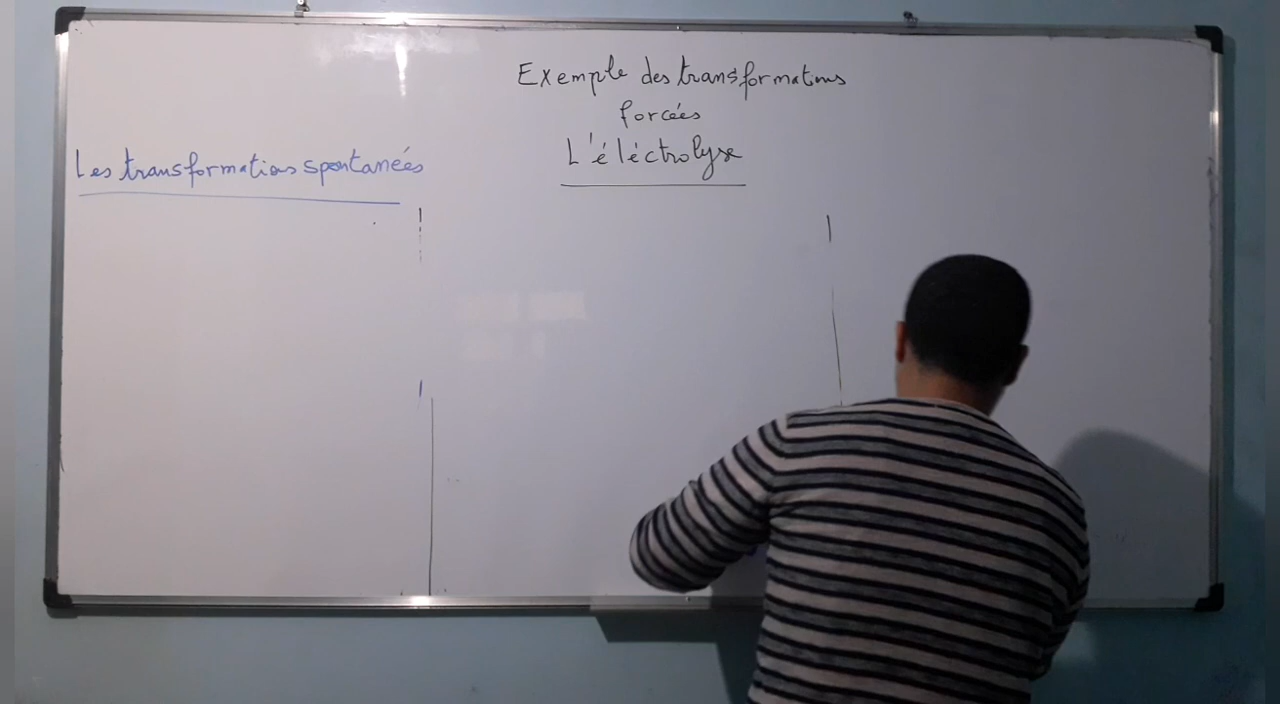 Exemple des transformations
forcées
L'éléctrolyse
Les transformations spontanées